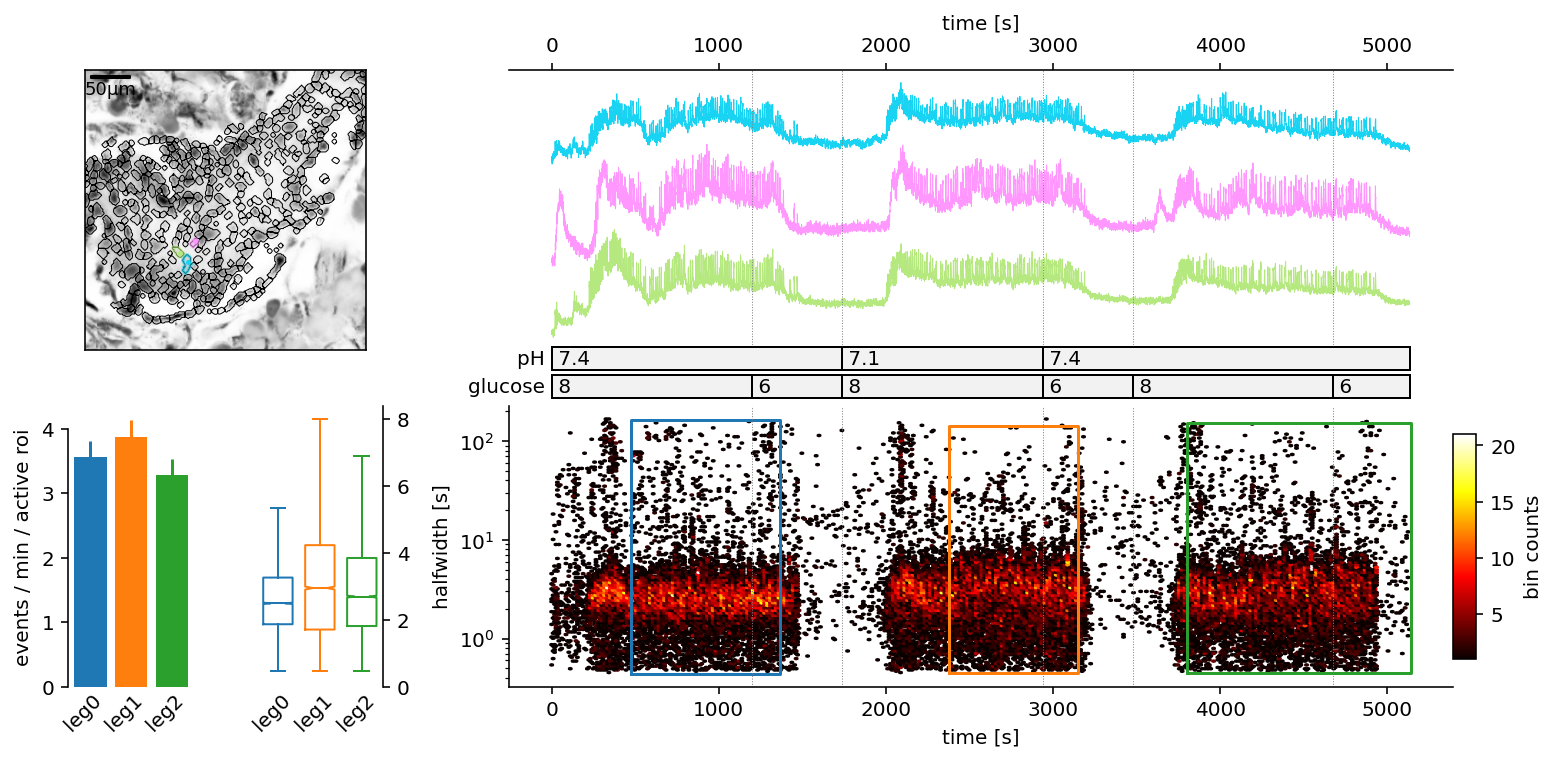 time [s]
0 1000 2000 3000 4000 5000
50μm
pH 7.4 7.1 7.4
glucose 8 6 8 6 8 6
events / min / active roi
4
3
2
1
0
leg0 leg1 leg2
halfwidth [s]
8
6
4
2
0
leg0 leg1 leg2
10²
10¹
10⁰
0 1000 2000 3000 4000 5000
time [s]
bin counts
20
15
10
5